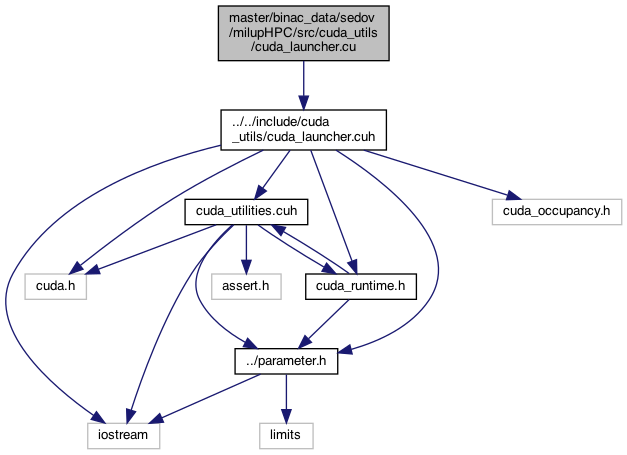 master/binac_data/sedov
/milupHPC/src/cuda_utils
/cuda_launcher.cu
../../include/cuda
_utils/cuda_launcher.cuh
cuda_utilities.cuh
cuda_occupancy.h
cuda.h
assert.h
cuda_runtime.h
../parameter.h
iostream
limits